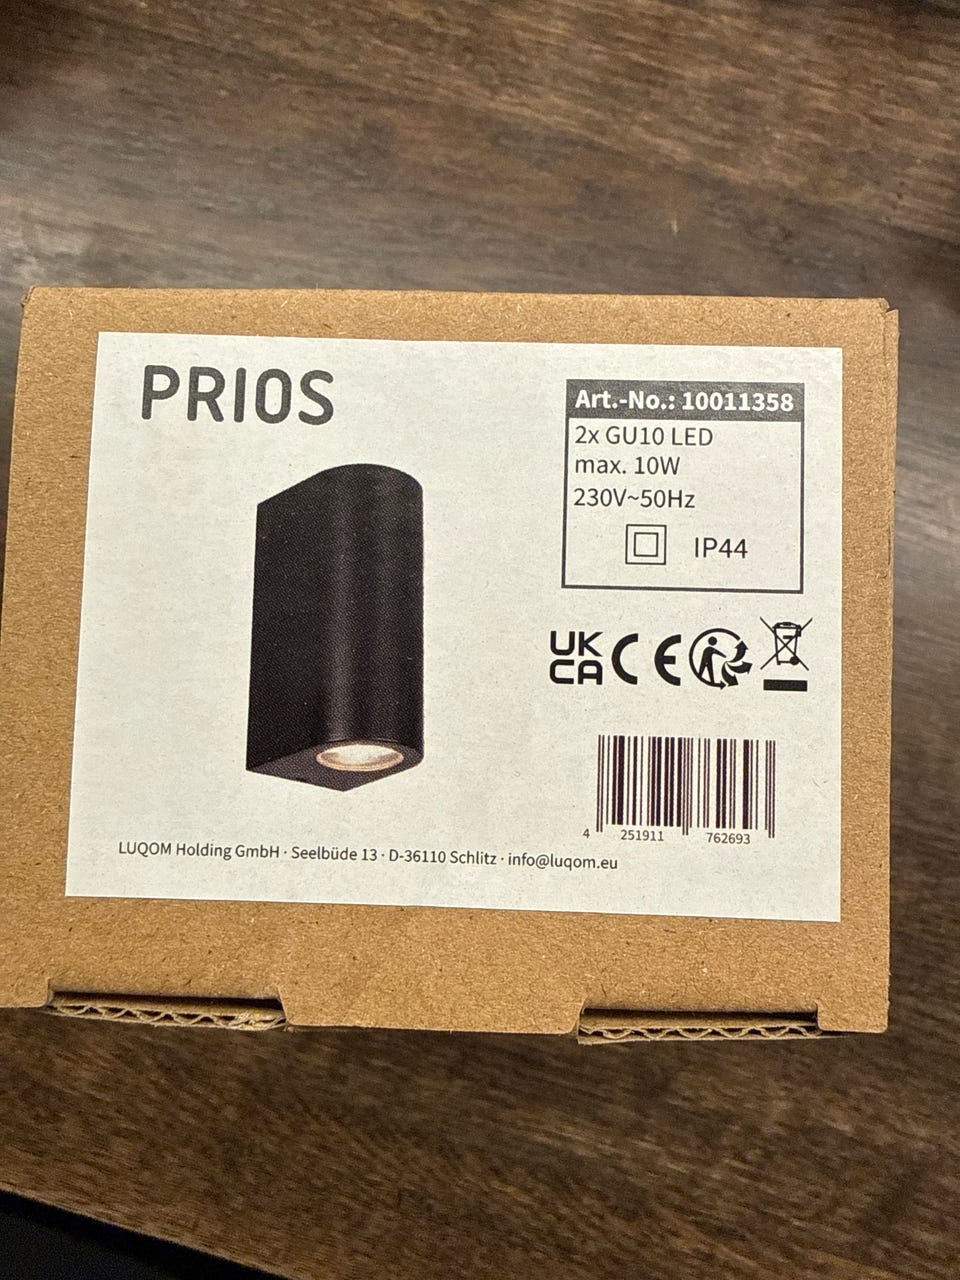 PRIOS
Art.-No.: 10011358
2x GU10 LED
max. 10W
230V~50Hz
IP44
UK
CA CE
4 251911 762693
LUQOM Holding GmbH · Seelbüde 13 · D-36110 Schlitz · info@luqom.eu